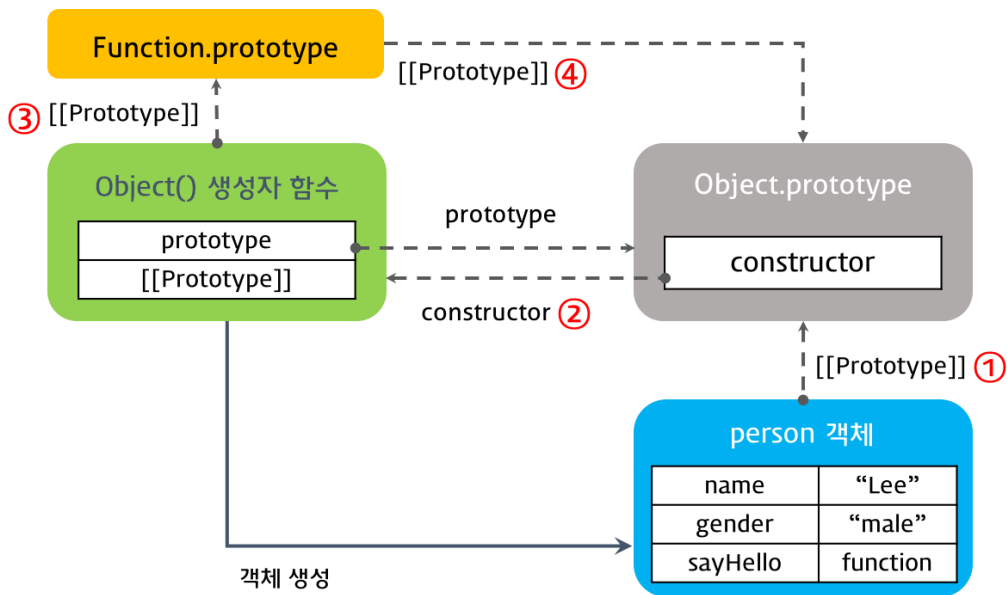 Function.prototype
[[Prototype]] ④
③ [[Prototype]]
Object() 생성자 함수
prototype
[[Prototype]]
prototype
constructor ②
Object.prototype
constructor
[[Prototype]] ①
person 객체
name “Lee”
gender “male”
sayHello function
객체 생성